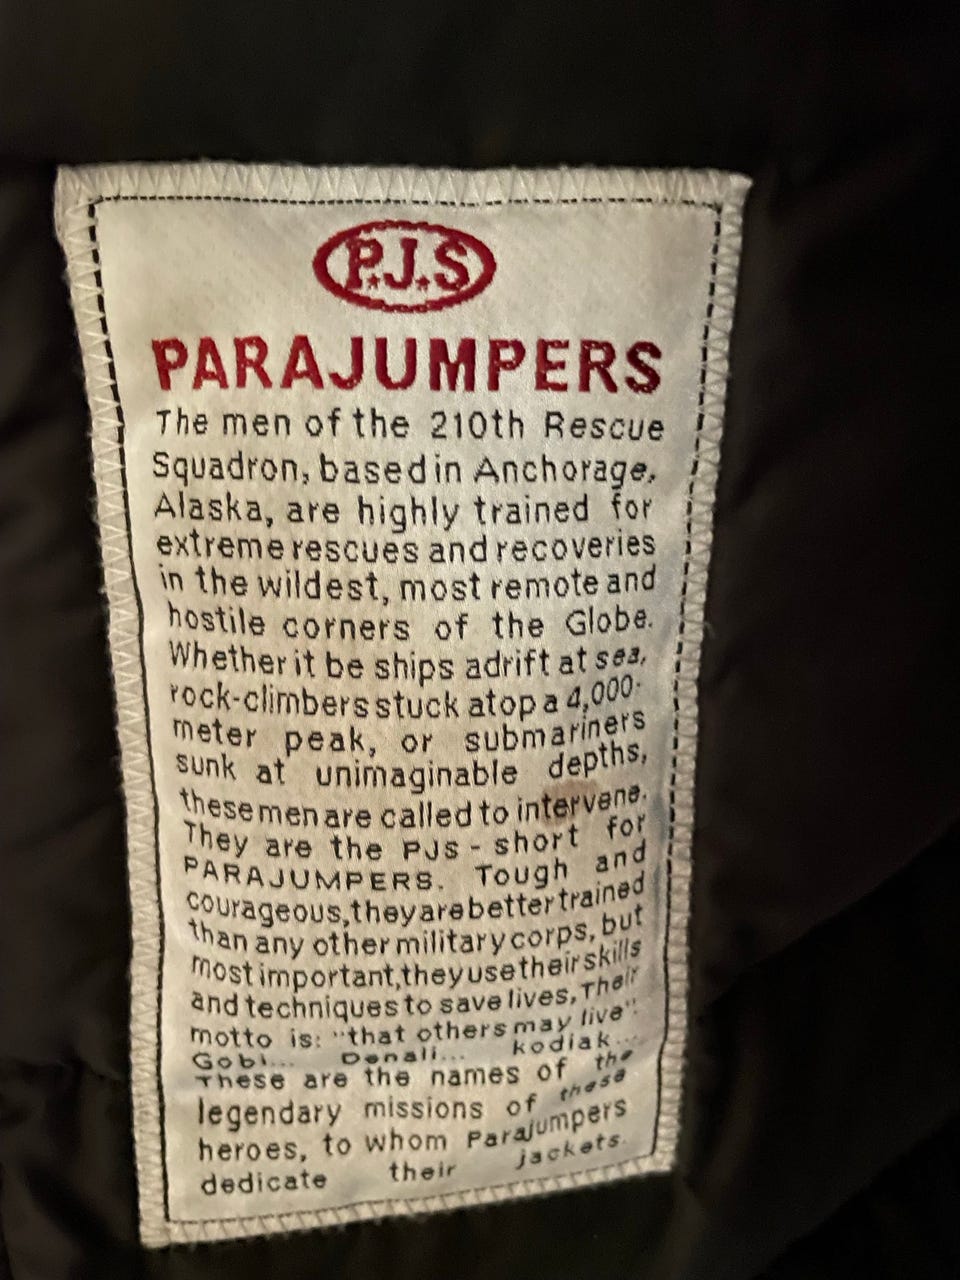 P.J.S
PARAJUMPERS
The men of the 210th Rescue
Squadron, based in Anchorage,
Alaska, are highly trained for
extreme rescues and recoveries
in the wildest, most remote and
hostile corners of the Globe.
Whether it be ships adrift at sea,
rock-climbers stuck atop a 4,000-
meter peak, or submariners
sunk at unimaginable depths,
these men are called to intervene.
They are the PJS - short for
PARAJUMPERS. Tough and
courageous, they are better trained
than any other military corps, but
most important, they use their skills
and techniques to save lives, Their
motto is: "that others may live".
Gobi... Denali... kodiak...
These are the names of the
legendary missions of these
heroes, to whom Parajumpers
dedicate their jackets.